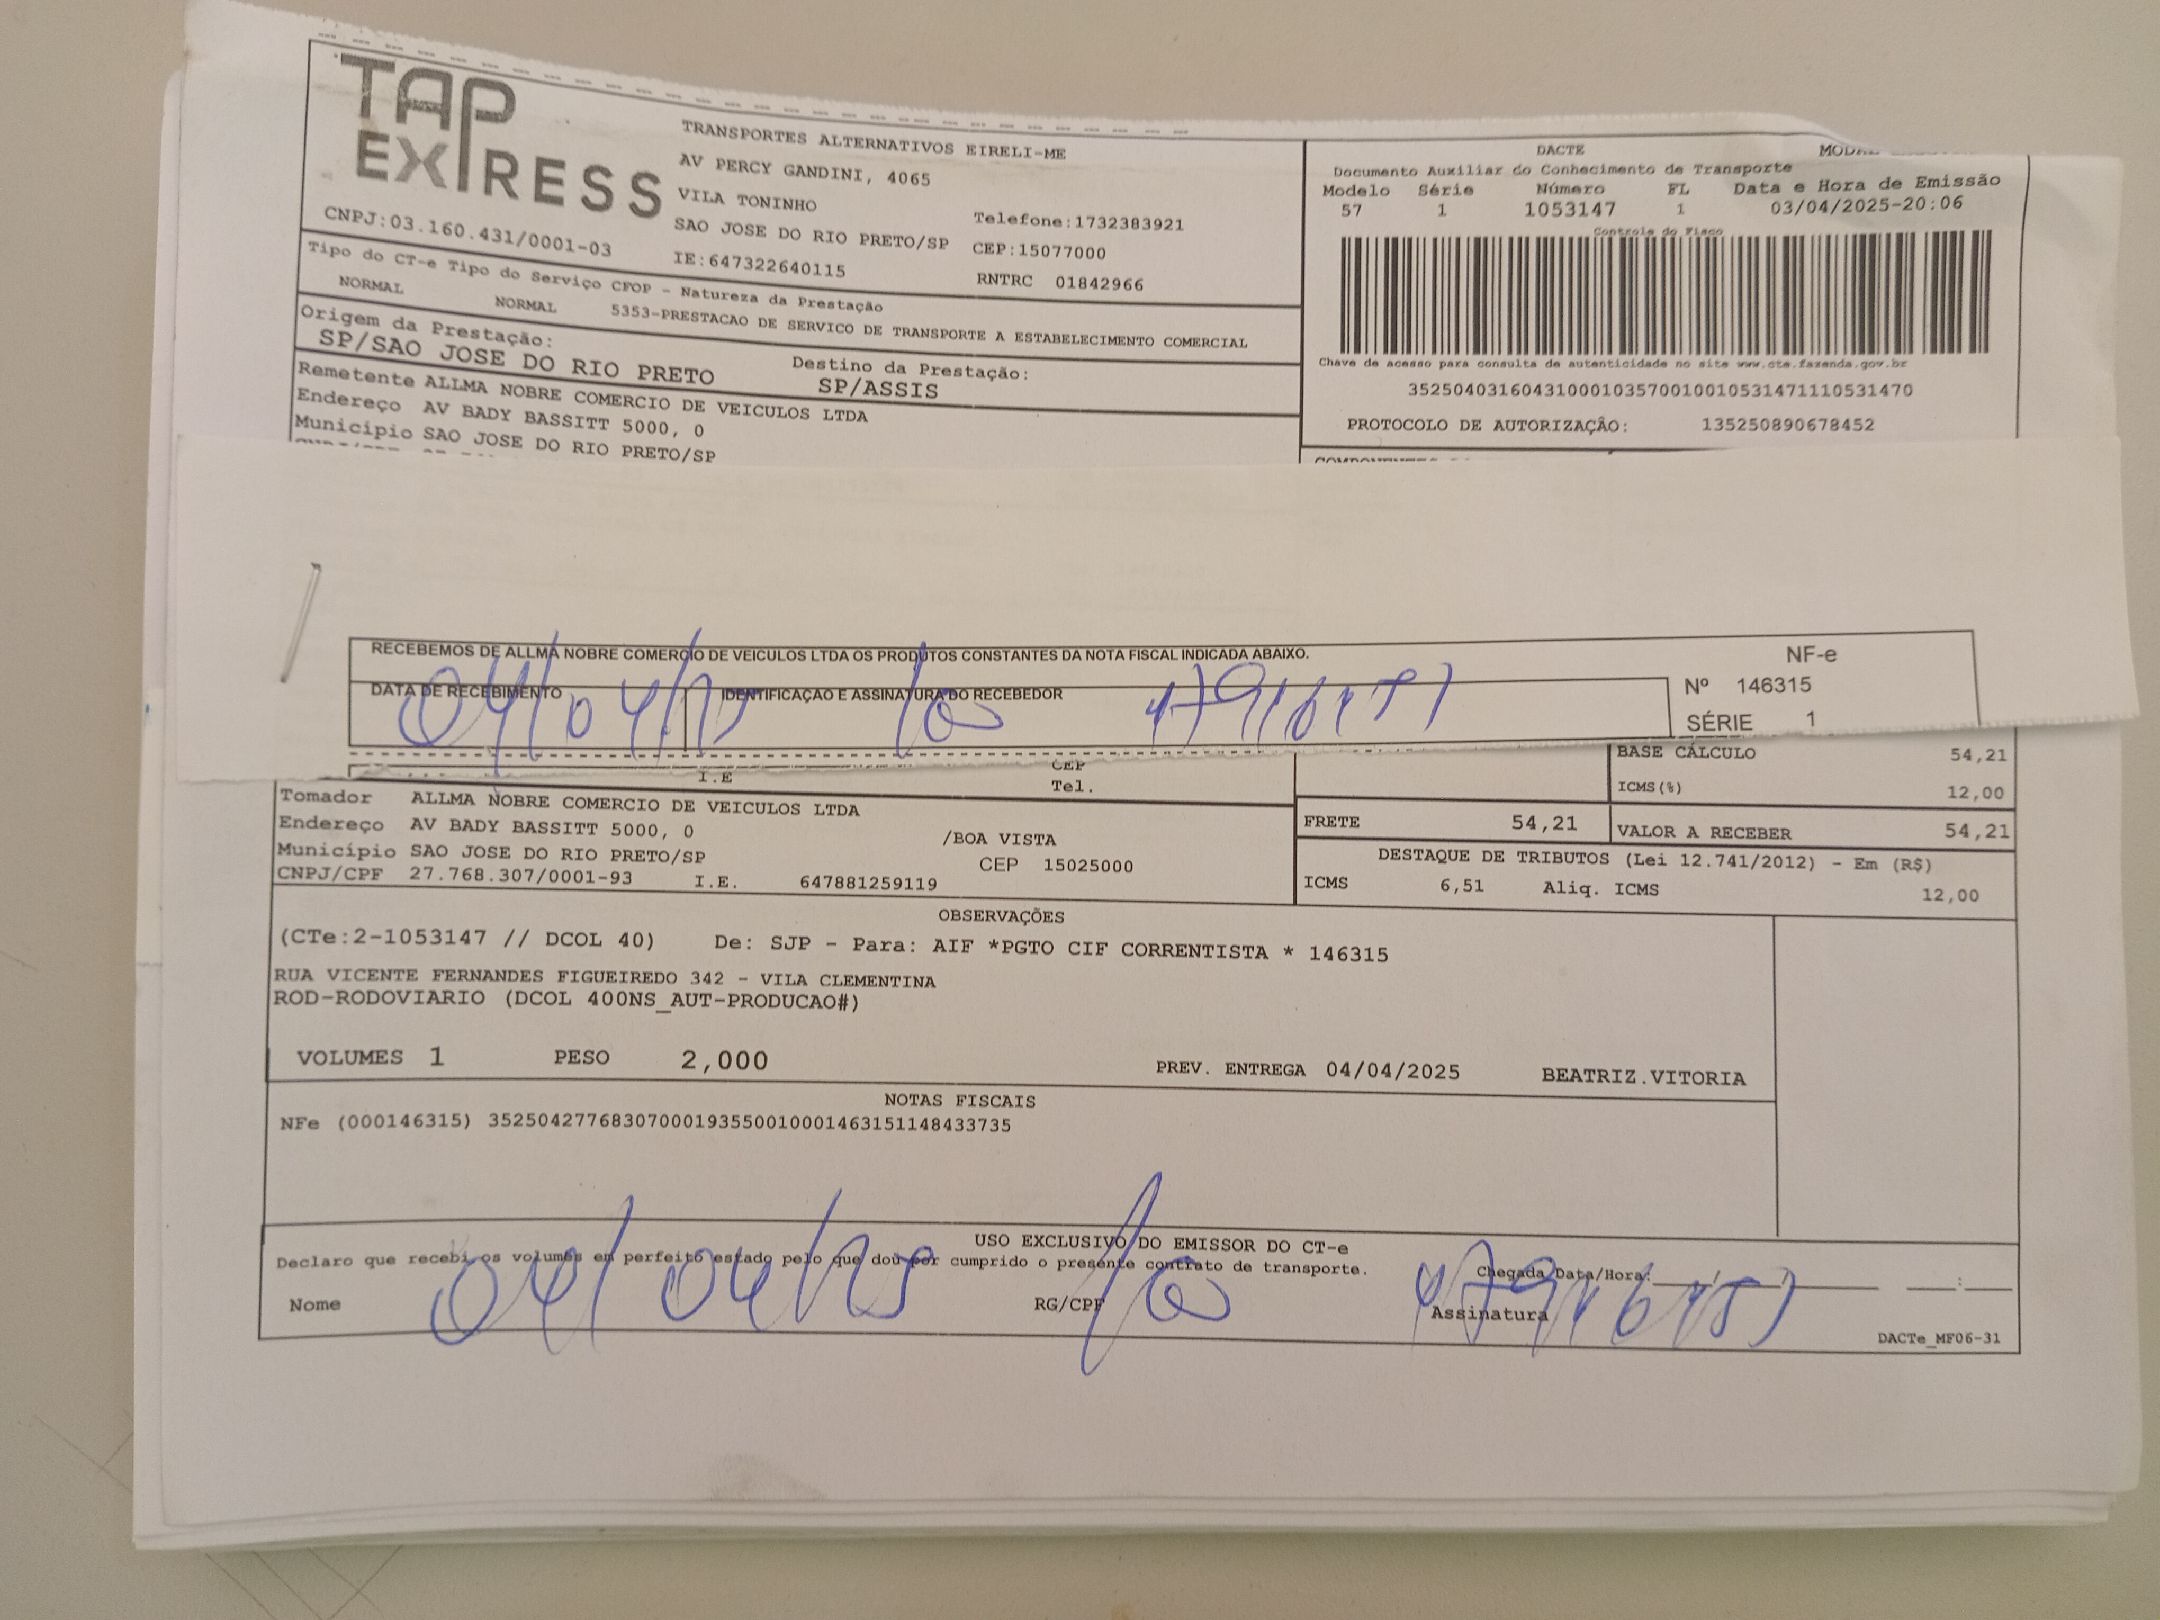 TAP
EXPRESS
CNPJ:03.160.431/0001-03
TRANSPORTES ALTERNATIVOS EIRELI-ME
AV PERCY GANDINI, 4065
VILA TONINHO
SAO JOSE DO RIO PRETO/SP
IE:647322640115
Telefone:1732383921
CEP:15077000
RNTRC 01842966
DACTE
Documento Auxiliar do Conhecimento de Transporte
Modelo Série Número FL Data e Hora de Emissão
57 1 1053147 1 03/04/2025-20:06
Controle do Fisco
Chave de acesso para consulta de autenticidade no site www.cte.fazenda.gov.br
35250403160431000103570010010531471110531470
PROTOCOLO DE AUTORIZAÇÃO: 135250890678452
Tipo do CT-e Tipo do Serviço CFOP - Natureza da Prestação
NORMAL NORMAL 5353-PRESTACAO DE SERVICO DE TRANSPORTE A ESTABELECIMENTO COMERCIAL
Origem da Prestação: Destino da Prestação:
SP/SAO JOSE DO RIO PRETO SP/ASSIS
Remetente ALLMA NOBRE COMERCIO DE VEICULOS LTDA
Endereço AV BADY BASSITT 5000, 0
Município SAO JOSE DO RIO PRETO/SP
RECEBEMOS DE ALLMA NOBRE COMERCIO DE VEICULOS LTDA OS PRODUTOS CONSTANTES DA NOTA FISCAL INDICADA ABAIXO.
NF-e
Nº 146315
SÉRIE 1
DATA DE RECEBIMENTO IDENTIFICAÇÃO E ASSINATURA DO RECEBEDOR
04/04/25
I.E CEP
Tel.
BASE CÁLCULO 54,21
ICMS(%) 12,00
Tomador ALLMA NOBRE COMERCIO DE VEICULOS LTDA
Endereço AV BADY BASSITT 5000, 0 /BOA VISTA
Município SAO JOSE DO RIO PRETO/SP CEP 15025000
CNPJ/CPF 27.768.307/0001-93 I.E. 647881259119
FRETE 54,21 VALOR A RECEBER 54,21
DESTAQUE DE TRIBUTOS (Lei 12.741/2012) - Em (R$)
ICMS 6,51 Aliq. ICMS 12,00
OBSERVAÇÕES
(CTe:2-1053147 // DCOL 40) De: SJP - Para: AIF *PGTO CIF CORRENTISTA * 146315
RUA VICENTE FERNANDES FIGUEIREDO 342 - VILA CLEMENTINA
ROD-RODOVIARIO (DCOL 400NS_AUT-PRODUCAO#)
VOLUMES 1 PESO 2,000 PREV. ENTREGA 04/04/2025 BEATRIZ.VITORIA
NOTAS FISCAIS
NFe (000146315) 35250427768307000193550010001463151148433735
USO EXCLUSIVO DO EMISSOR DO CT-e
Declaro que recebi os volumes em perfeito estado pelo que dou por cumprido o presente contrato de transporte.
Chegada Data/Hora:
Nome RG/CPF Assinatura
04/04/25
DACTe_MF06-31